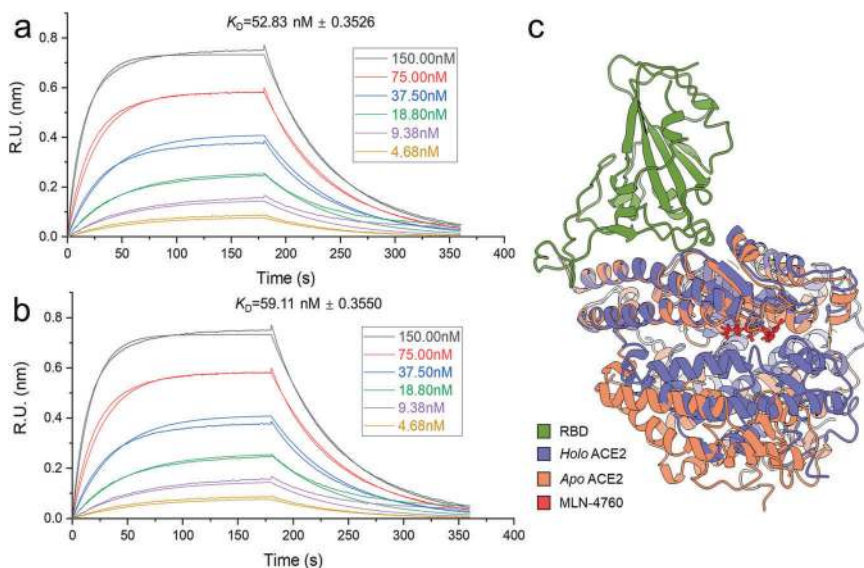 a
K_D=52.83 nM ± 0.3526
R.U. (nm)
0.8
0.6
0.4
0.2
0.0
150.00nM
75.00nM
37.50nM
18.80nM
9.38nM
4.68nM
0 50 100 150 200 250 300 350 400
Time (s)
b
K_D=59.11 nM ± 0.3550
R.U. (nm)
0.8
0.6
0.4
0.2
0.0
150.00nM
75.00nM
37.50nM
18.80nM
9.38nM
4.68nM
0 50 100 150 200 250 300 350 400
Time (s)
c
RBD
Holo ACE2
Apo ACE2
MLN-4760